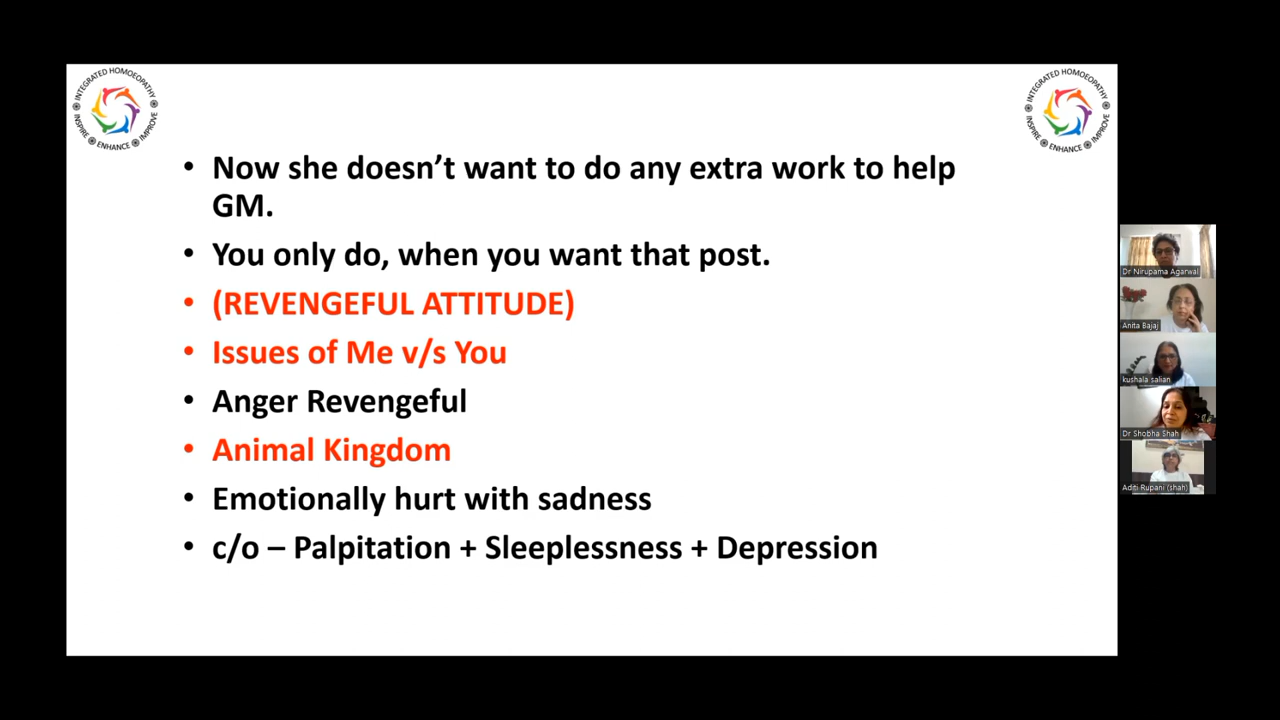 INTEGRATED HOMOEOPATHY
INSPIRE ENHANCE IMPROVE
INTEGRATED HOMOEOPATHY
INSPIRE ENHANCE IMPROVE
• Now she doesn’t want to do any extra work to help
GM.
• You only do, when you want that post.
• (REVENGEFUL ATTITUDE)
• Issues of Me v/s You
• Anger Revengeful
• Animal Kingdom
• Emotionally hurt with sadness
• c/o – Palpitation + Sleeplessness + Depression
Dr Nirupama Agarwal
Anita Bajaj
kushala salian
Dr Shobha Shah
Aditi Rupani (shah)